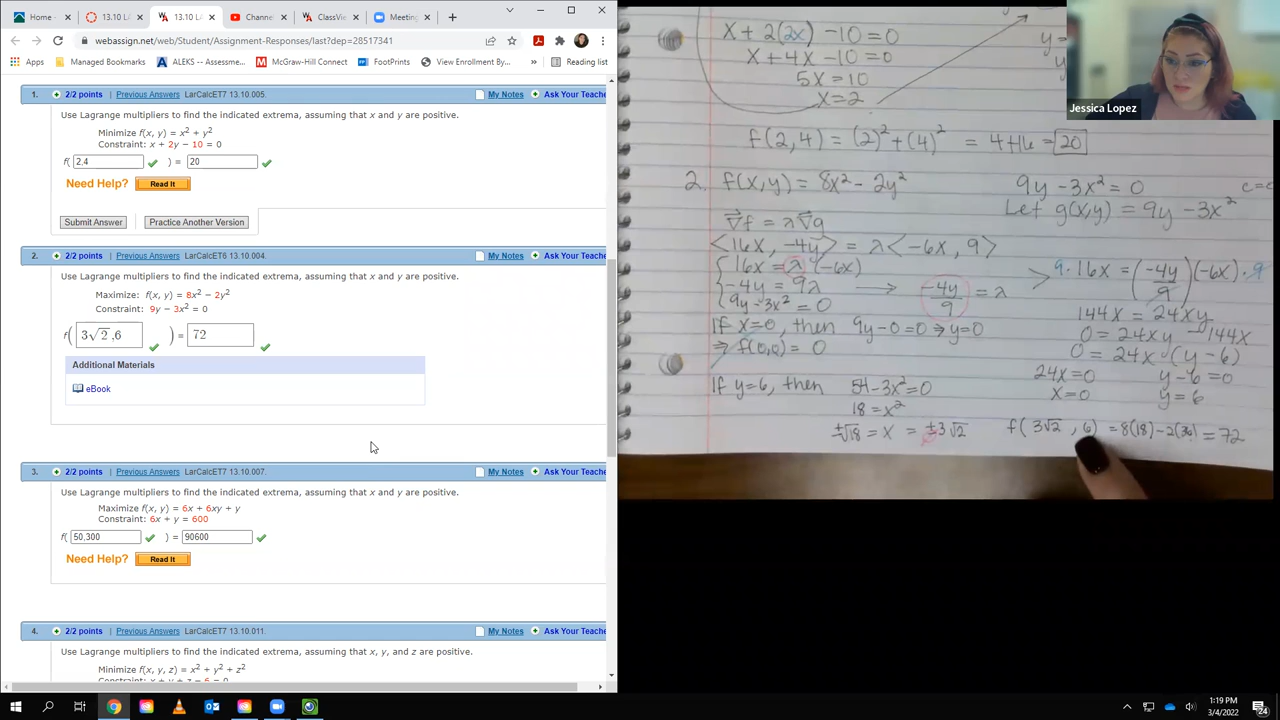 Home -
13.10 L/
13.10 L/
Channe
ClassVie
Meeting
webassign.net/web/Student/Assignment-Responses/last?dep=28517341
Apps
Managed Bookmarks
ALEKS -- Assessme...
McGraw-Hill Connect
FootPrints
View Enrollment By...
Reading list
1. 2/2 points | Previous Answers LarCalcET7 13.10.005. My Notes Ask Your Teache
Use Lagrange multipliers to find the indicated extrema, assuming that x and y are positive.
Minimize f(x, y) = x² + y²
Constraint: x + 2y − 10 = 0
f( 2,4 ) = 20
Need Help? Read It
Submit Answer Practice Another Version
2. 2/2 points | Previous Answers LarCalcET6 13.10.004. My Notes Ask Your Teache
Use Lagrange multipliers to find the indicated extrema, assuming that x and y are positive.
Maximize: f(x, y) = 8x² − 2y²
Constraint: 9y − 3x² = 0
f( 3√2 ,6 ) = 72
Additional Materials
eBook
3. 2/2 points | Previous Answers LarCalcET7 13.10.007. My Notes Ask Your Teache
Use Lagrange multipliers to find the indicated extrema, assuming that x and y are positive.
Maximize f(x, y) = 6x + 6xy + y
Constraint: 6x + y = 600
f( 50,300 ) = 90600
Need Help? Read It
4. 2/2 points | Previous Answers LarCalcET7 13.10.011. My Notes Ask Your Teache
Use Lagrange multipliers to find the indicated extrema, assuming that x, y, and z are positive.
Minimize f(x, y, z) = x² + y² + z²
x + 2(2x) −10 = 0
x + 4x −10 = 0
5x = 10
x = 2
y=
Jessica Lopez
f(2,4) = (2)² + (4)² = 4+16 = 20
2. f(x,y) = 8x² − 2y²
9y −3x² = 0
Let g(x,y) = 9y −3x²
∇f = λ∇g
<16x, −4y> = λ<−6x, 9>
16x = λ(−6x)
−4y = 9λ → −4y/9 = λ
9y −3x² = 0
If x=0, then 9y −0 = 0 ⇒ y=0
⇒ f(0,0) = 0
9·16x = (−4y/9)(−6x)·9
144x = 24xy
0 = 24xy −144x
0 = 24x (y−6)
24x=0 y−6=0
x=0 y=6
If y=6, then 54 −3x² = 0
18 = x²
±√18 = x = ±3√2
f( 3√2 , 6) = 8(18) −2(36) = 72
1:19 PM
3/4/2022
24